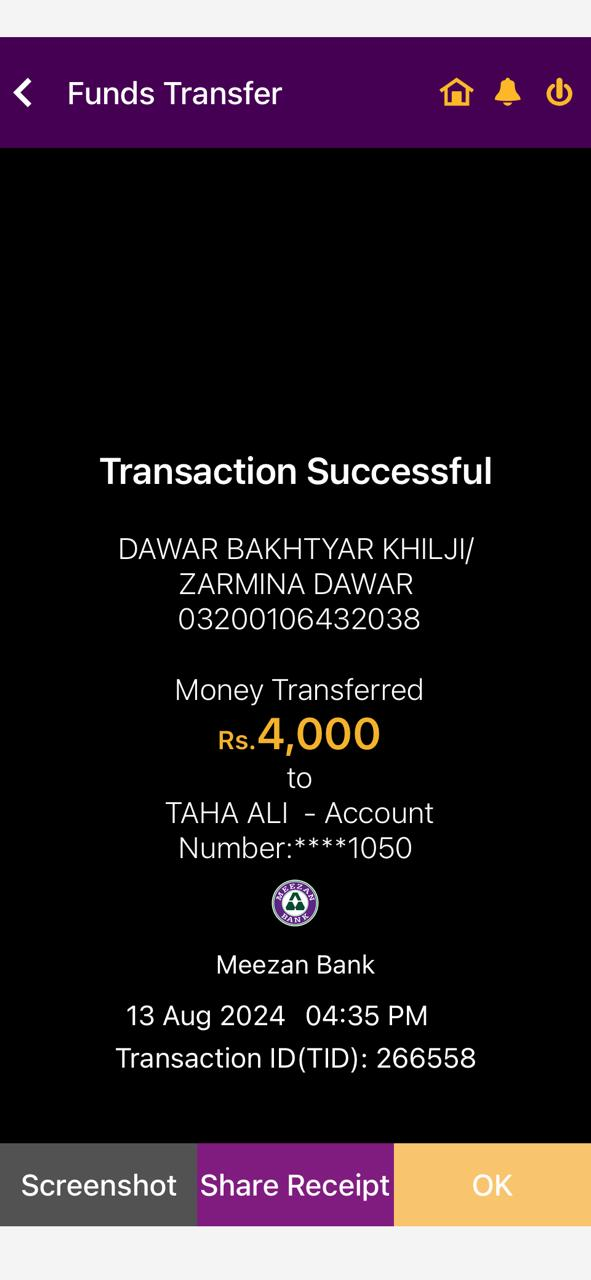 Funds Transfer
Transaction Successful
DAWAR BAKHTYAR KHILJI/
ZARMINA DAWAR
03200106432038
Money Transferred
Rs.4,000
to
TAHA ALI - Account
Number:****1050
MEEZAN
BANK
Meezan Bank
13 Aug 2024 04:35 PM
Transaction ID(TID): 266558
Screenshot Share Receipt OK